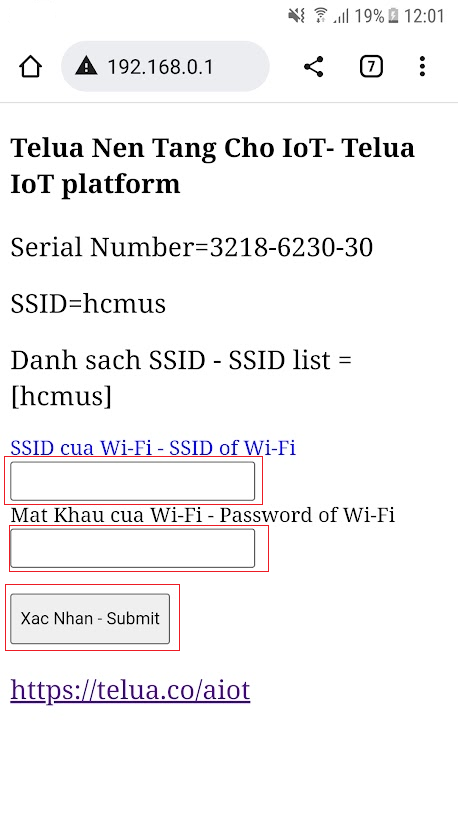 19% 12:01
192.168.0.1
7
Telua Nen Tang Cho IoT- Telua
IoT platform
Serial Number=3218-6230-30
SSID=hcmus
Danh sach SSID - SSID list =
[hcmus]
SSID cua Wi-Fi - SSID of Wi-Fi
Mat Khau cua Wi-Fi - Password of Wi-Fi
Xac Nhan - Submit
https://telua.co/aiot